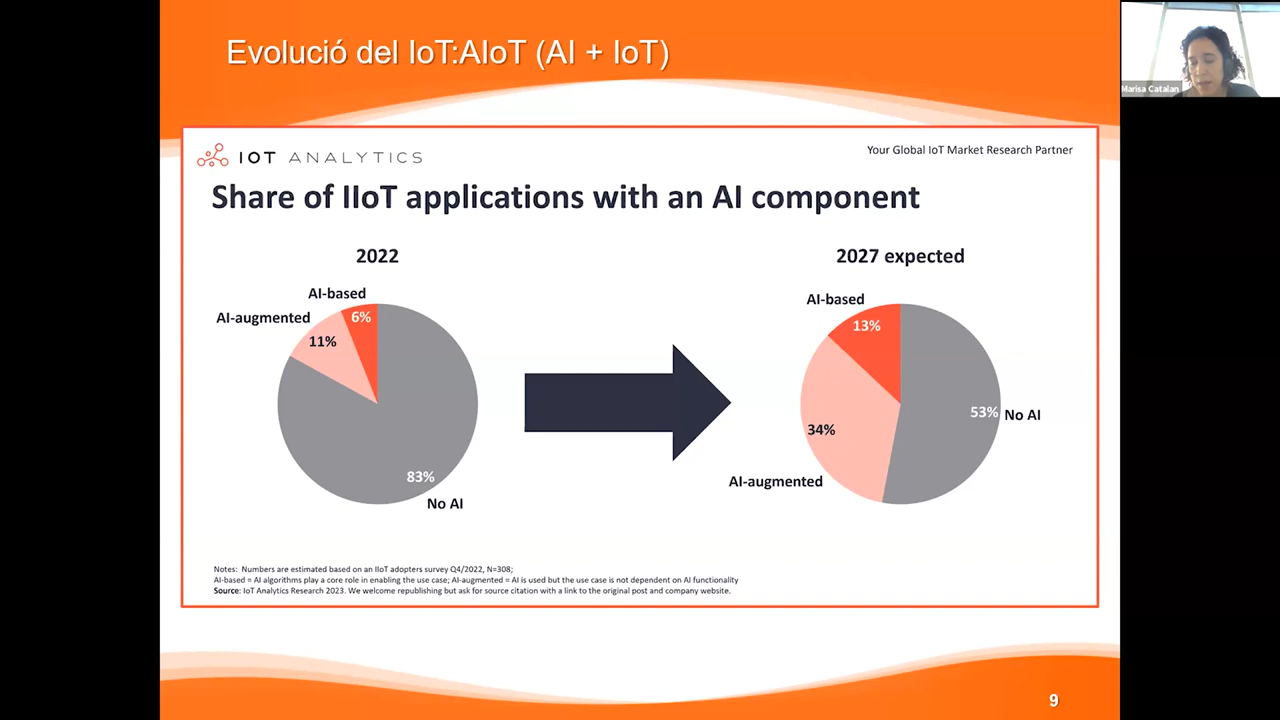 Evolució del IoT:AIoT (AI + IoT)
Marisa Catalan
IOT ANALYTICS
Your Global IoT Market Research Partner
Share of IIoT applications with an AI component
2022
2027 expected
AI-based
6%
AI-augmented
11%
83%
No AI
AI-based
13%
53%
No AI
34%
AI-augmented
Notes: Numbers are estimated based on an IIoT adopters survey Q4/2022, N=308;
AI-based = AI algorithms play a core role in enabling the use case; AI-augmented = AI is used but the use case is not dependent on AI functionality
Source: IoT Analytics Research 2023. We welcome republishing but ask for source citation with a link to the original post and company website.
9